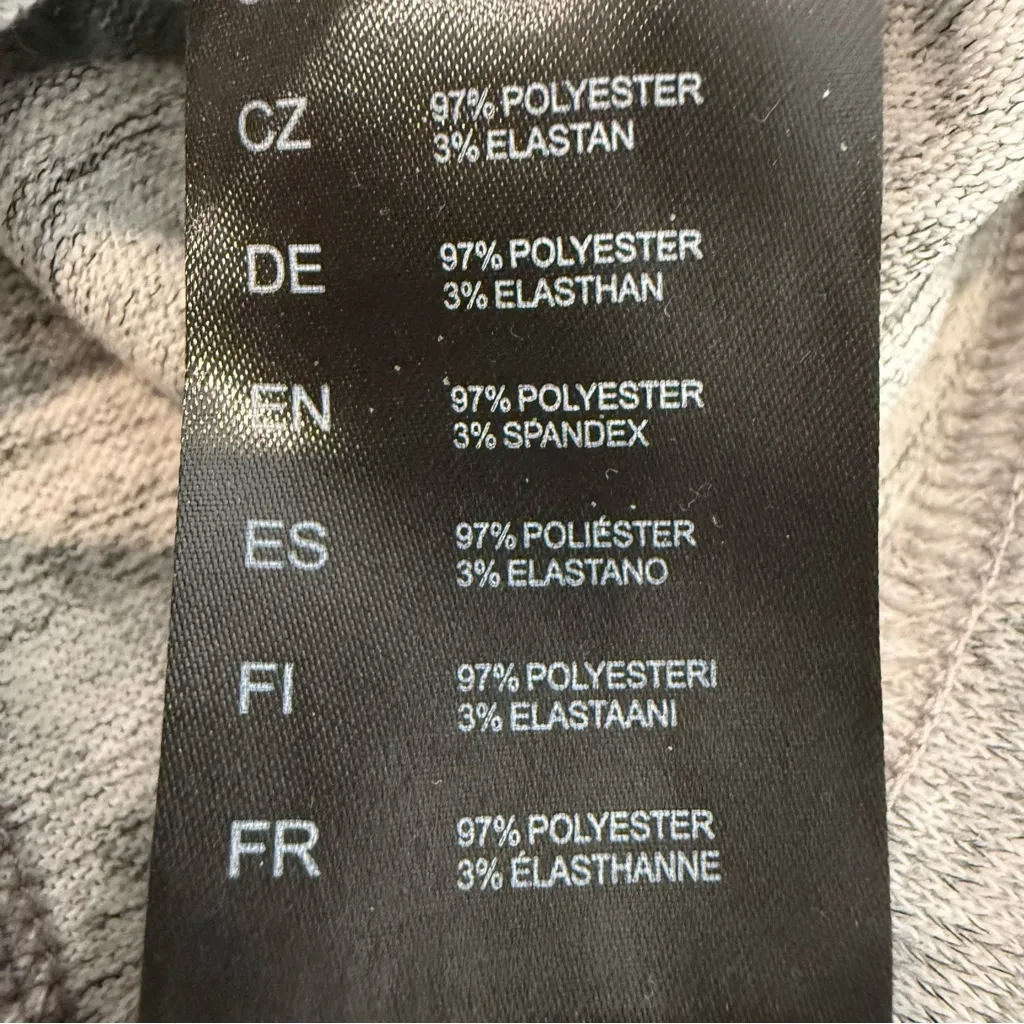 CZ 97% POLYESTER
3% ELASTAN
DE 97% POLYESTER
3% ELASTHAN
EN 97% POLYESTER
3% SPANDEX
ES 97% POLIÉSTER
3% ELASTANO
FI 97% POLYESTERI
3% ELASTAANI
FR 97% POLYESTER
3% ÉLASTHANNE